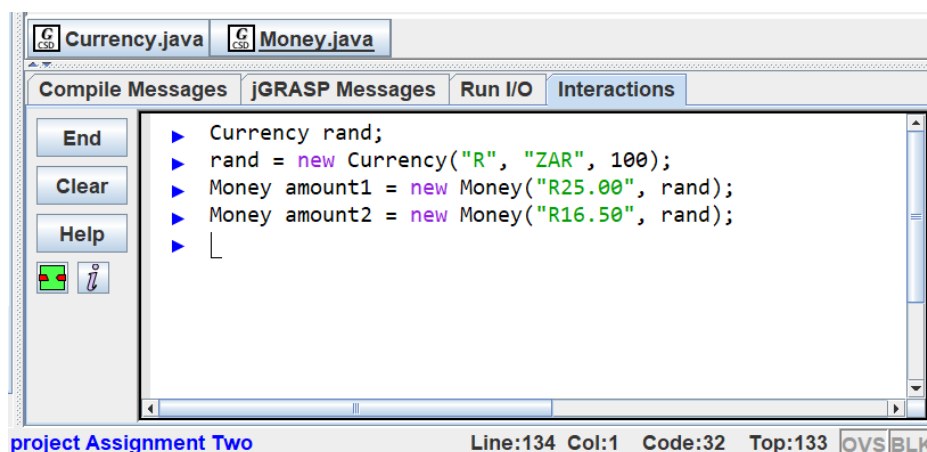 Currency.java Money.java
Compile Messages jGRASP Messages Run I/O Interactions
End
Clear
Help
Currency rand;
rand = new Currency("R", "ZAR", 100);
Money amount1 = new Money("R25.00", rand);
Money amount2 = new Money("R16.50", rand);
project Assignment Two Line:134 Col:1 Code:32 Top:133 OVS BLK